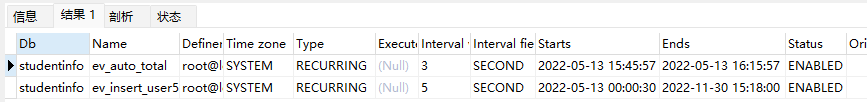 信息 结果 1 剖析 状态
Db Name Definer Time zone Type Execute Interval Interval fie Starts Ends Status Ori
studentinfo ev_auto_total root@l SYSTEM RECURRING (Null) 3 SECOND 2022-05-13 15:45:57 2022-05-13 16:15:57 ENABLED
studentinfo ev_insert_user5 root@l SYSTEM RECURRING (Null) 5 SECOND 2022-05-13 00:00:30 2022-11-30 15:18:00 ENABLED